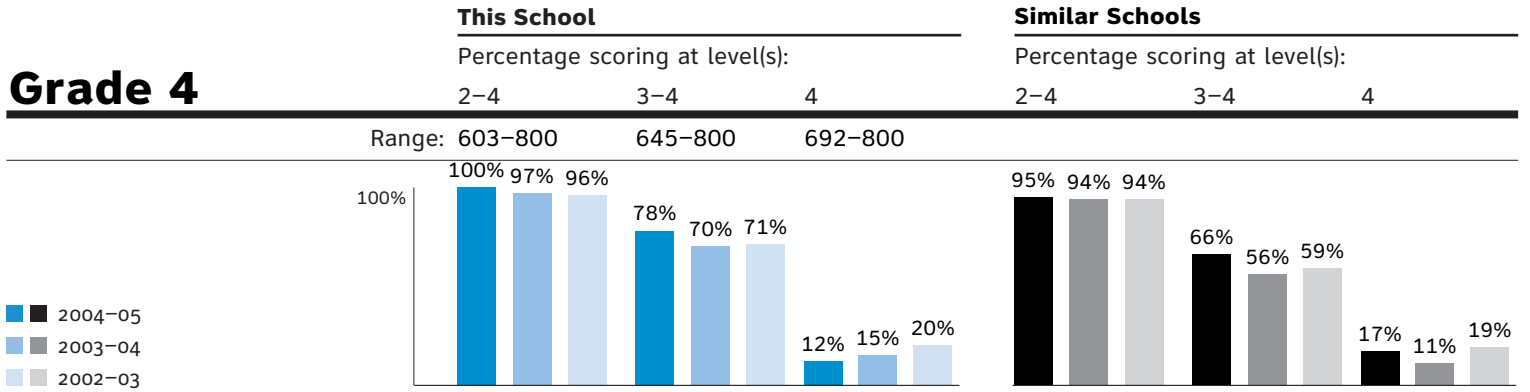 This School Similar Schools
Percentage scoring at level(s): Percentage scoring at level(s):
Grade 4 2–4 3–4 4 2–4 3–4 4
Range: 603–800 645–800 692–800
100% 97% 96% 78% 70% 71% 12% 15% 20% 95% 94% 94% 66% 56% 59% 17% 11% 19%
100%
2004–05
2003–04
2002–03